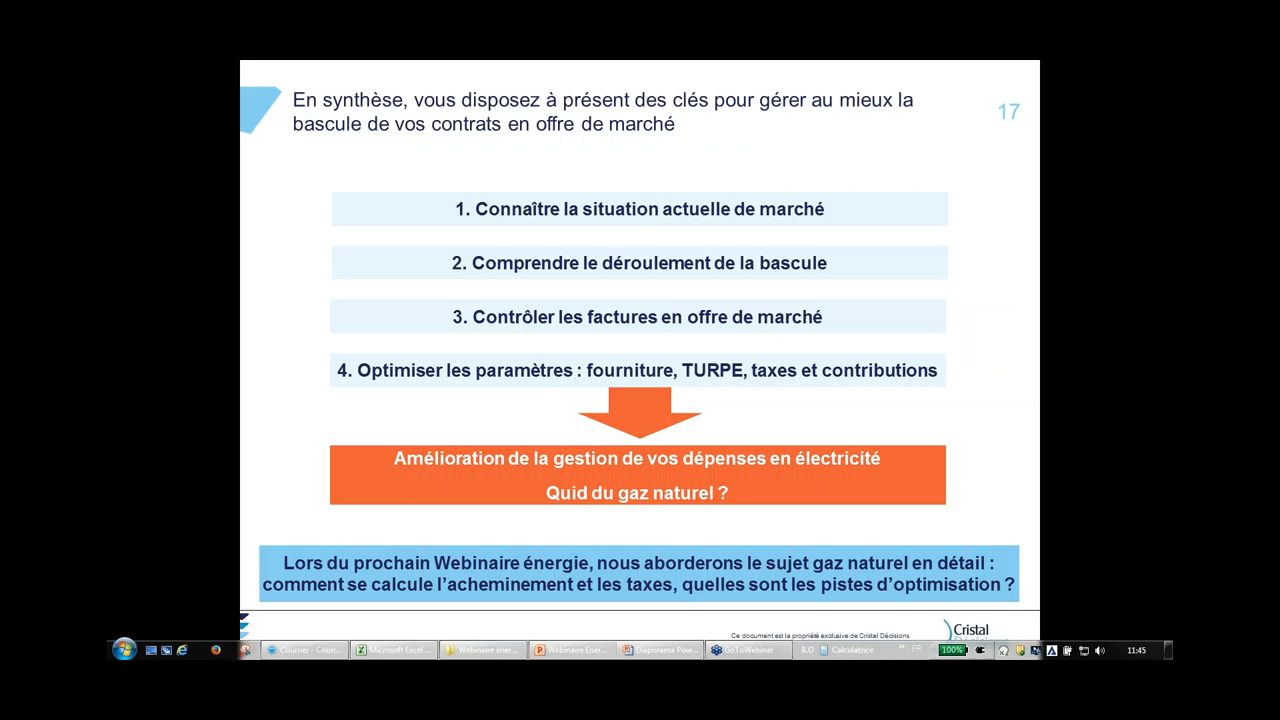 En synthèse, vous disposez à présent des clés pour gérer au mieux la
bascule de vos contrats en offre de marché
17
1. Connaître la situation actuelle de marché
2. Comprendre le déroulement de la bascule
3. Contrôler les factures en offre de marché
4. Optimiser les paramètres : fourniture, TURPE, taxes et contributions
Amélioration de la gestion de vos dépenses en électricité
Quid du gaz naturel ?
Lors du prochain Webinaire énergie, nous aborderons le sujet gaz naturel en détail :
comment se calcule l’acheminement et les taxes, quelles sont les pistes d’optimisation ?
Ce document est la propriété exclusive de Cristal Décisions
Cristal
Courrier - Courr...
Microsoft Excel ...
Webinaire éner...
Webinaire Ener...
Diaporama Pow...
GoToWebinar
B.O
Calculatrice
FR
100%
11:45